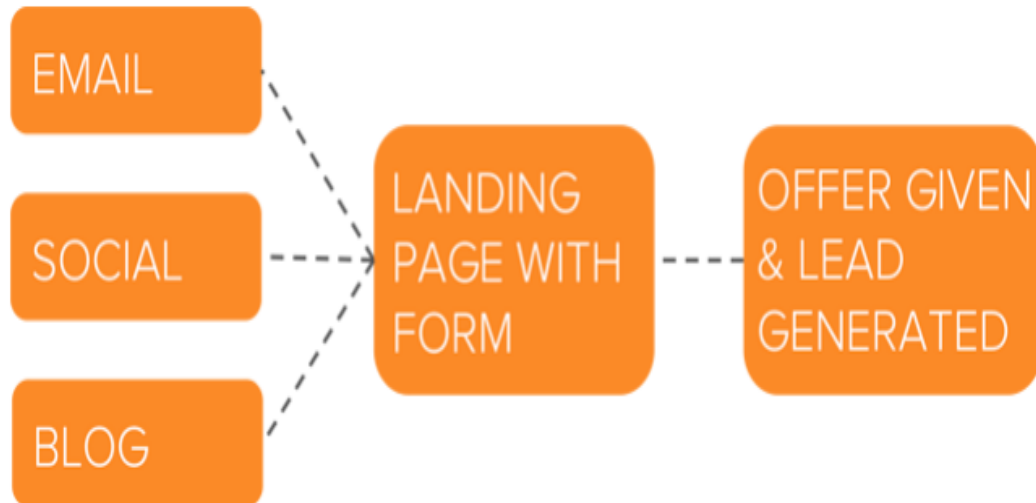 EMAIL
SOCIAL
BLOG
LANDING
PAGE WITH
FORM
OFFER GIVEN
& LEAD
GENERATED